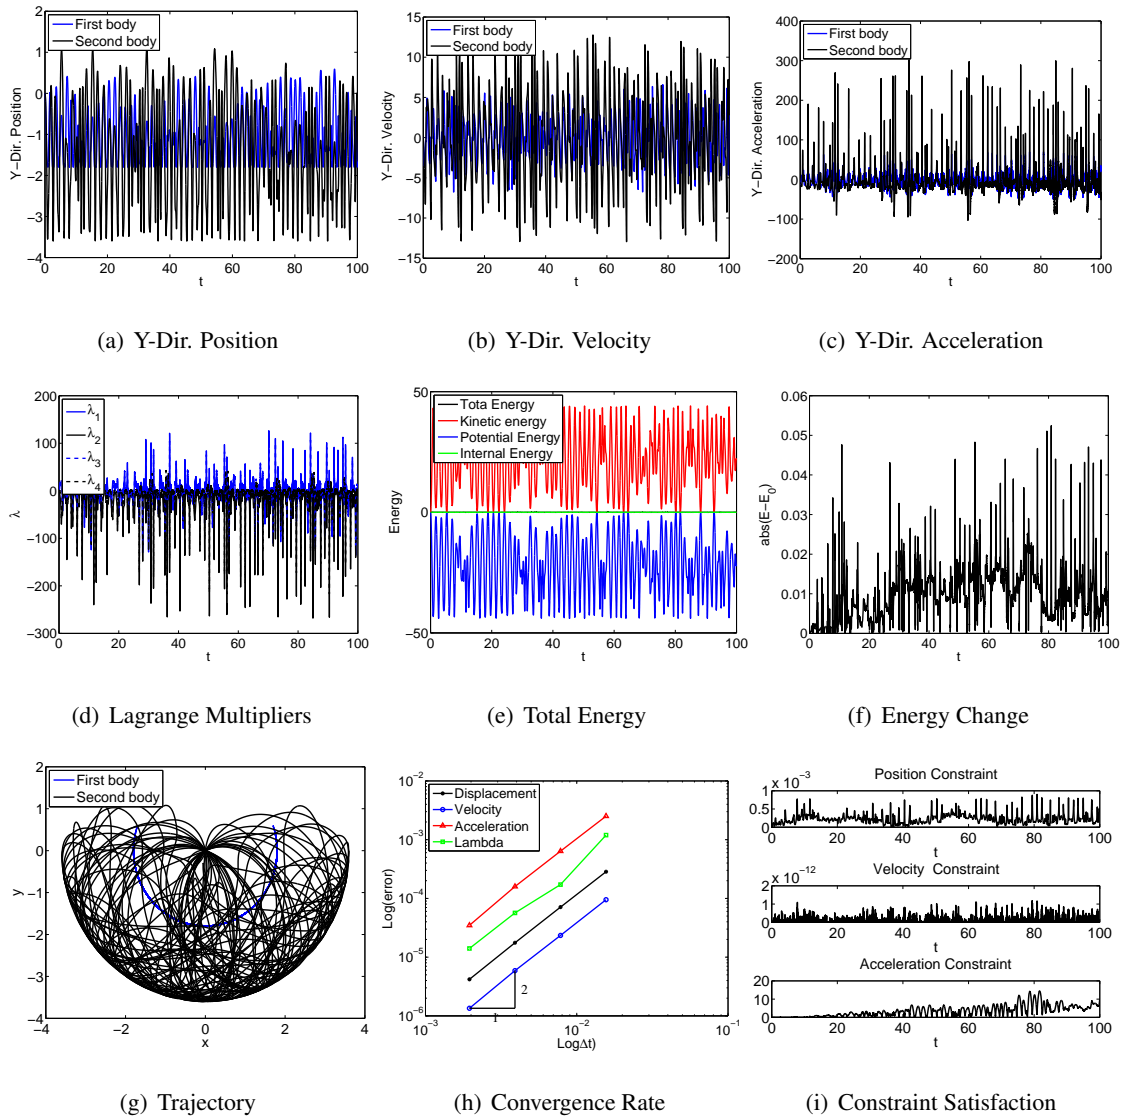 First body
Second body
Y-Dir. Position
2
1
0
-1
-2
-3
-4
0 20 40 60 80 100
t
(a) Y-Dir. Position
First body
Second body
Y-Dir. Velocity
15
10
5
0
-5
-10
-15
0 20 40 60 80 100
t
(b) Y-Dir. Velocity
First body
Second body
Y-Dir. Acceleration
400
300
200
100
0
-100
-200
0 20 40 60 80 100
t
(c) Y-Dir. Acceleration
λ1
λ2
λ3
λ4
λ
200
100
0
-100
-200
-300
0 20 40 60 80 100
t
(d) Lagrange Multipliers
Tota Energy
Kinetic energy
Potential Energy
Internal Energy
Energy
50
0
-50
0 20 40 60 80 100
t
(e) Total Energy
abs(E-E0)
0.06
0.05
0.04
0.03
0.02
0.01
0
0 20 40 60 80 100
t
(f) Energy Change
First body
Second body
y
2
1
0
-1
-2
-3
-4
-4 -2 0 2 4
x
(g) Trajectory
Displacement
Velocity
Acceleration
Lambda
Log(error)
10^-2
10^-3
10^-4
10^-5
10^-6
2
1
10^-3 10^-2 10^-1
LogΔt)
(h) Convergence Rate
x 10^-3
Position Constraint
1
0.5
0
0 20 40 60 80 100
t
x 10^-12
Velocity Constraint
2
1
0
0 20 40 60 80 100
t
Acceleration Constraint
20
10
0
0 20 40 60 80 100
t
(i) Constraint Satisfaction